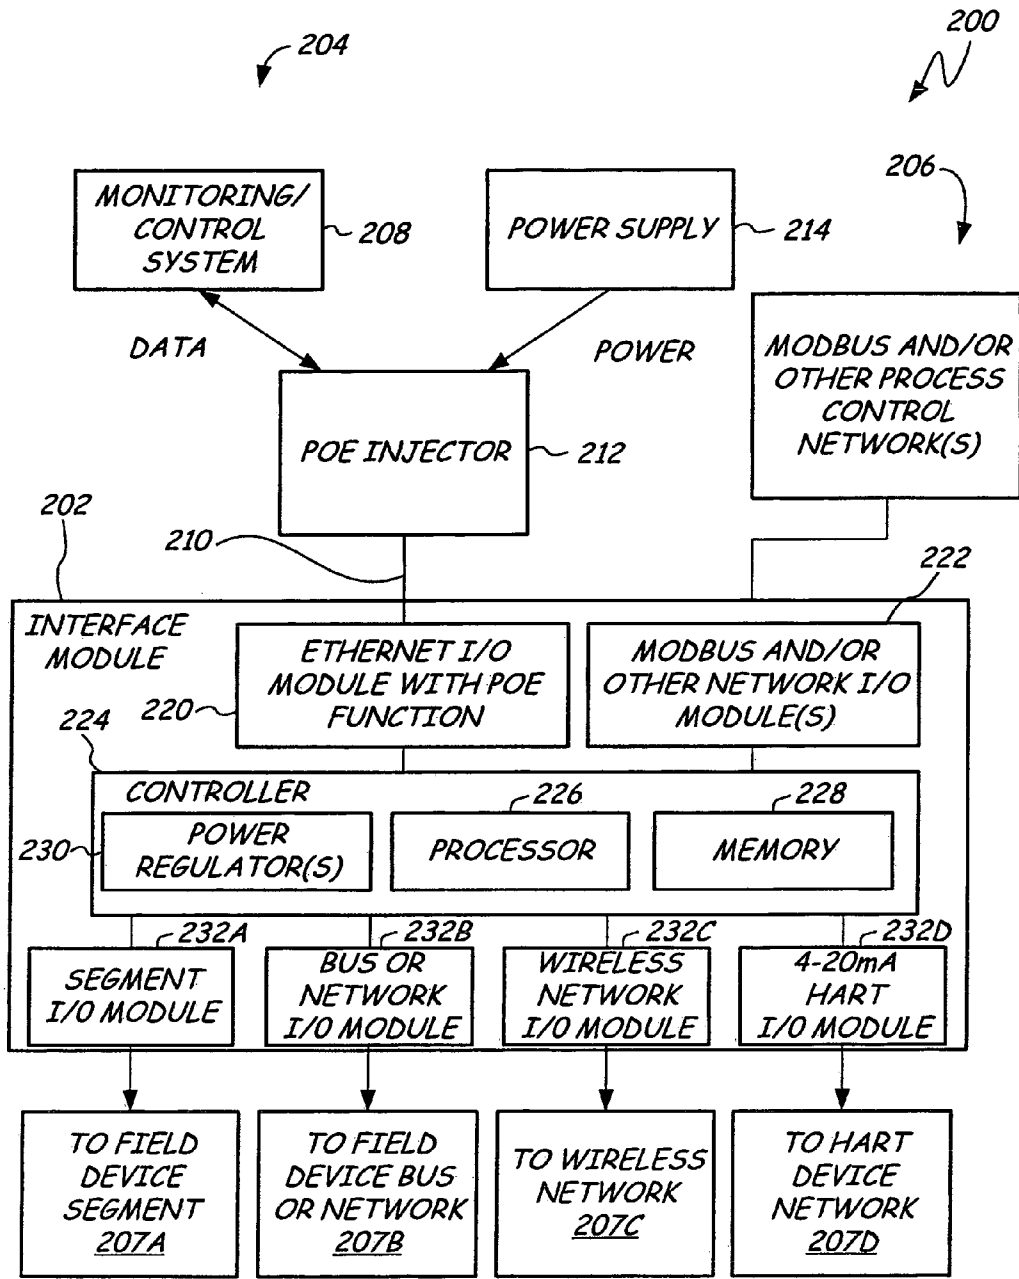 204
200
206
MONITORING/
CONTROL
SYSTEM
208
POWER SUPPLY
214
DATA
POWER
MODBUS AND/OR
OTHER PROCESS
CONTROL
NETWORK(S)
POE INJECTOR
212
202
210
222
INTERFACE
MODULE
ETHERNET I/O
MODULE WITH POE
FUNCTION
220
MODBUS AND/OR
OTHER NETWORK I/O
MODULE(S)
224
CONTROLLER
226
228
230
POWER
REGULATOR(S)
PROCESSOR
MEMORY
232A
232B
232C
232D
SEGMENT
I/O MODULE
BUS OR
NETWORK
I/O MODULE
WIRELESS
NETWORK
I/O MODULE
4-20mA
HART
I/O MODULE
TO FIELD
DEVICE
SEGMENT
207A
TO FIELD
DEVICE BUS
OR NETWORK
207B
TO WIRELESS
NETWORK
207C
TO HART
DEVICE
NETWORK
207D